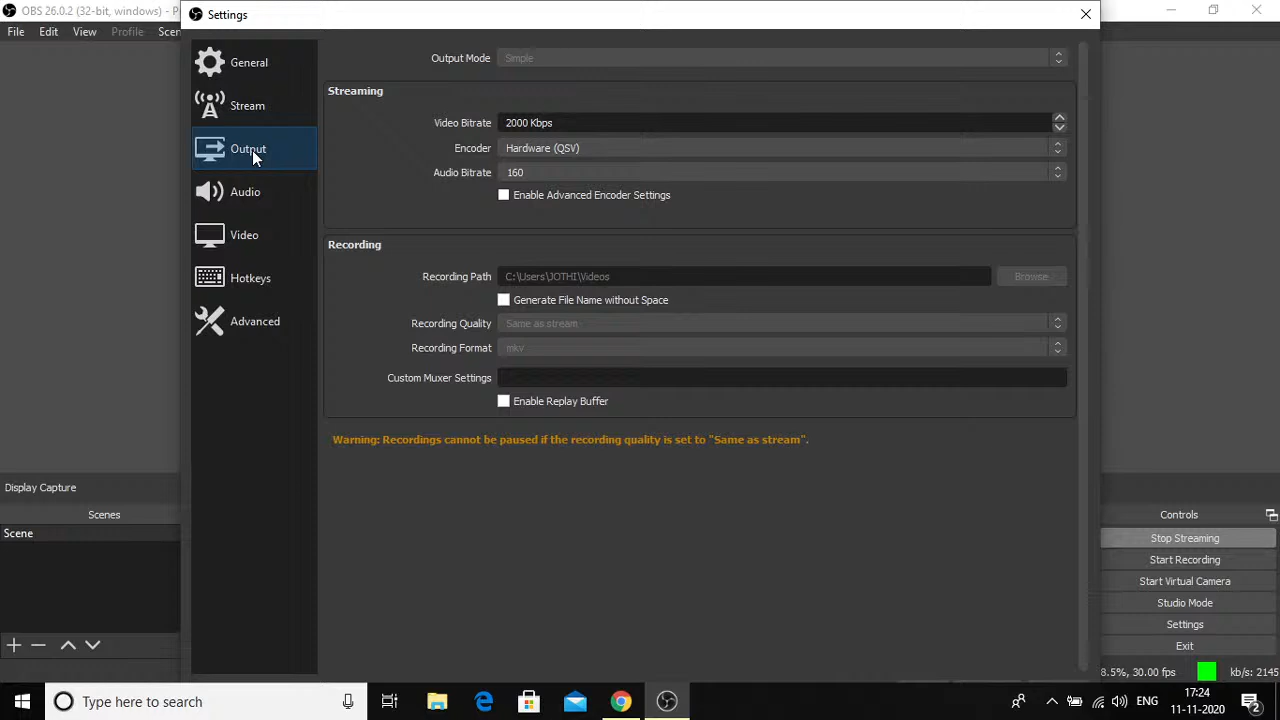 OBS 26.0.2 (32-bit, windows) - P
Settings
File Edit View Profile Scen
General
Stream
Output
Audio
Video
Hotkeys
Advanced
Output Mode Simple
Streaming
Video Bitrate 2000 Kbps
Encoder Hardware (QSV)
Audio Bitrate 160
Enable Advanced Encoder Settings
Recording
Recording Path C:\Users\JOTHI\Videos Browse
Generate File Name without Space
Recording Quality Same as stream
Recording Format mkv
Custom Muxer Settings
Enable Replay Buffer
Warning: Recordings cannot be paused if the recording quality is set to "Same as stream".
Display Capture
Scenes
Scene
Controls
Stop Streaming
Start Recording
Start Virtual Camera
Studio Mode
Settings
Exit
8.5%, 30.00 fps kb/s: 2145
Type here to search
ENG
17:24
11-11-2020
2